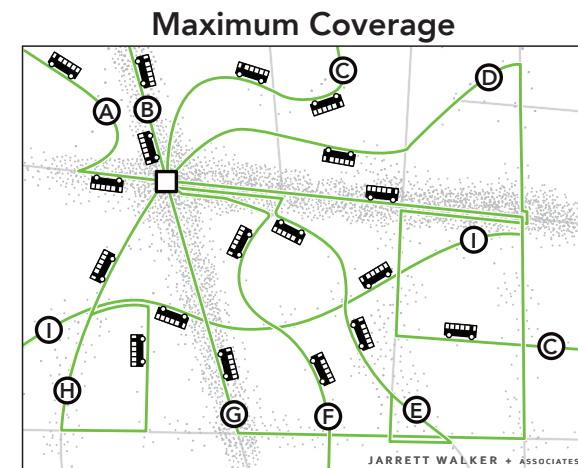 Maximum Coverage
C
D
A
B
I
I
C
H
G
F
E
JARRETT WALKER + ASSOCIATES